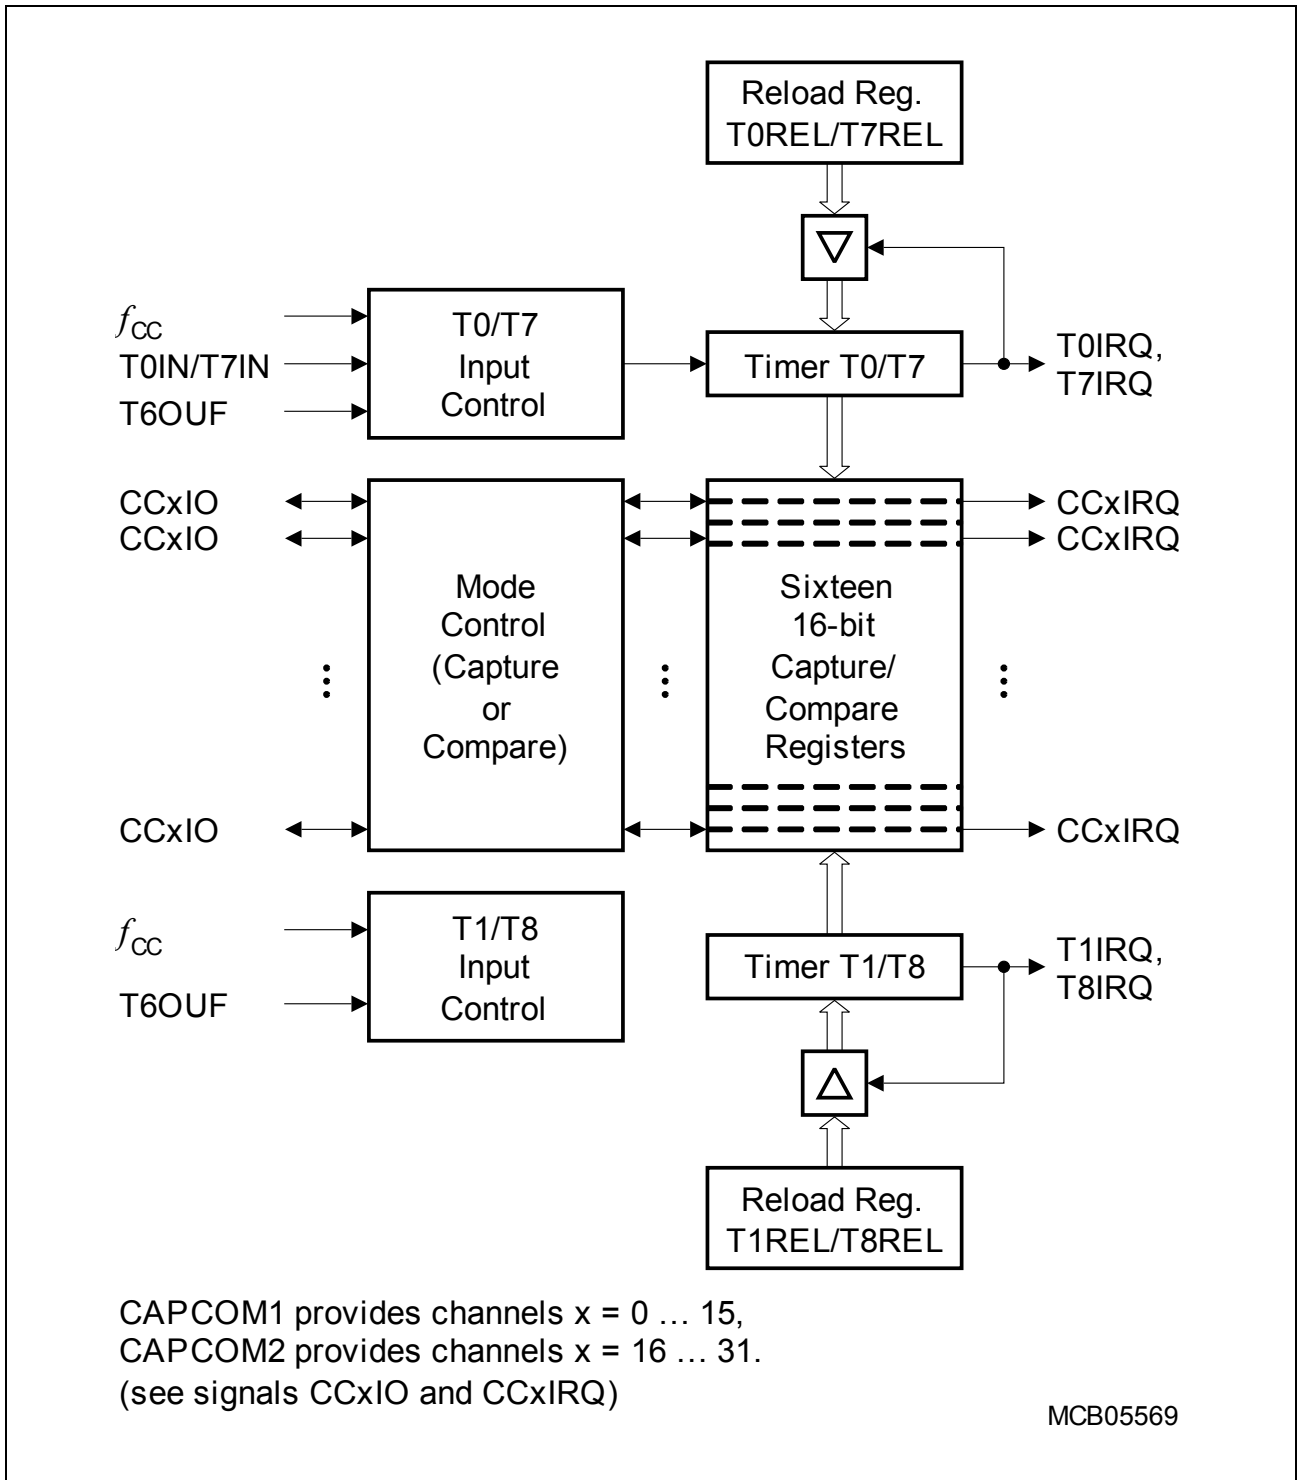 Reload Reg.
T0REL/T7REL
fCC
T0IN/T7IN
T6OUF
T0/T7
Input
Control
Timer T0/T7
T0IRQ,
T7IRQ
CCxIO
CCxIO
CCxIO
Mode
Control
(Capture
or
Compare)
Sixteen
16-bit
Capture/
Compare
Registers
CCxIRQ
CCxIRQ
CCxIRQ
fCC
T6OUF
T1/T8
Input
Control
Timer T1/T8
T1IRQ,
T8IRQ
Reload Reg.
T1REL/T8REL
CAPCOM1 provides channels x = 0 … 15,
CAPCOM2 provides channels x = 16 … 31.
(see signals CCxIO and CCxIRQ)
MCB05569